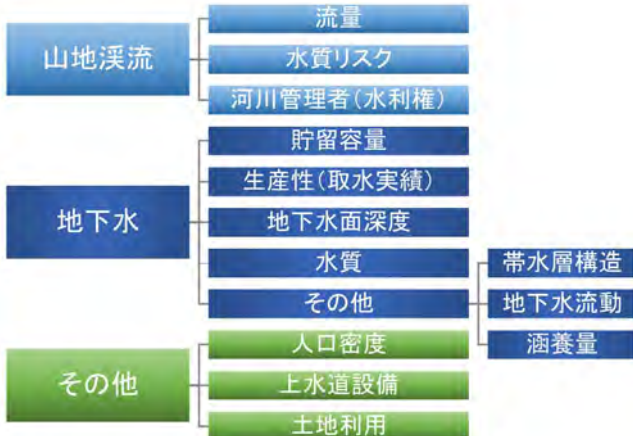 山地渓流
流量
水質リスク
河川管理者(水利権)
地下水
貯留容量
生産性(取水実績)
地下水面深度
水質
その他
帯水層構造
地下水流動
涵養量
その他
人口密度
上水道設備
土地利用